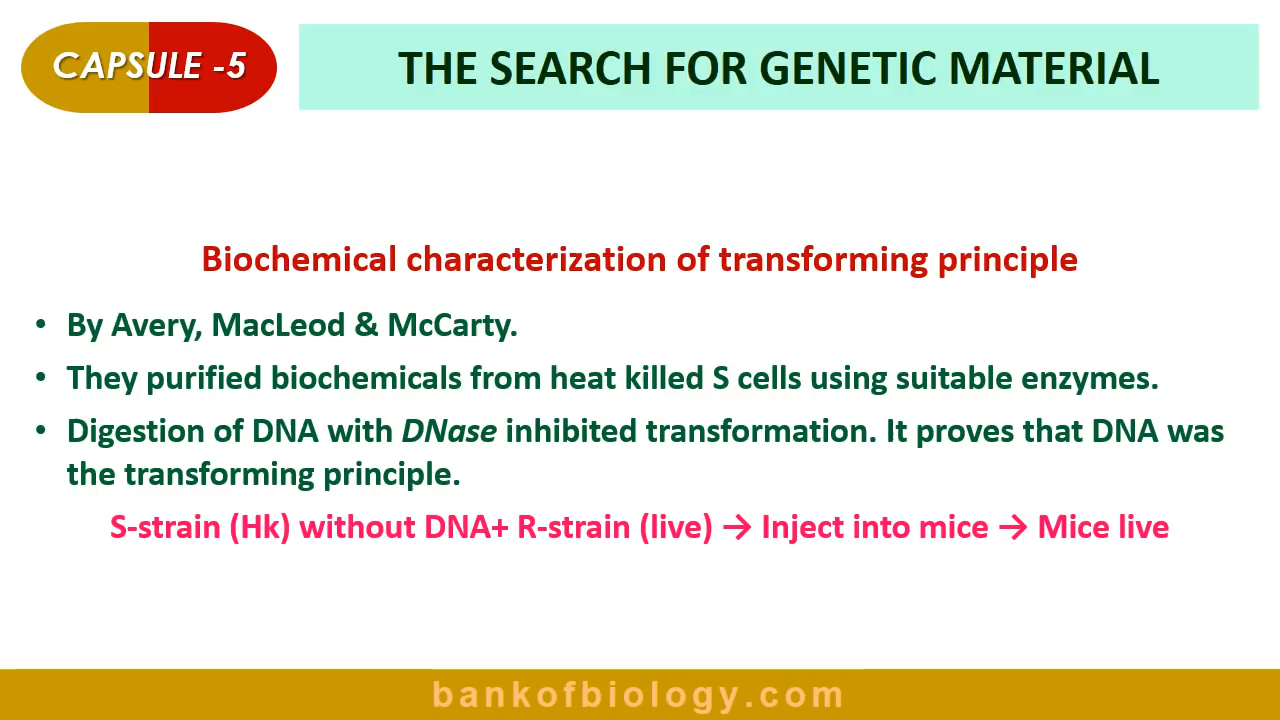 CAPSULE -5
THE SEARCH FOR GENETIC MATERIAL
Biochemical characterization of transforming principle
• By Avery, MacLeod & McCarty.
• They purified biochemicals from heat killed S cells using suitable enzymes.
• Digestion of DNA with DNase inhibited transformation. It proves that DNA was
the transforming principle.
S-strain (Hk) without DNA+ R-strain (live) → Inject into mice → Mice live
bankofbiology.com